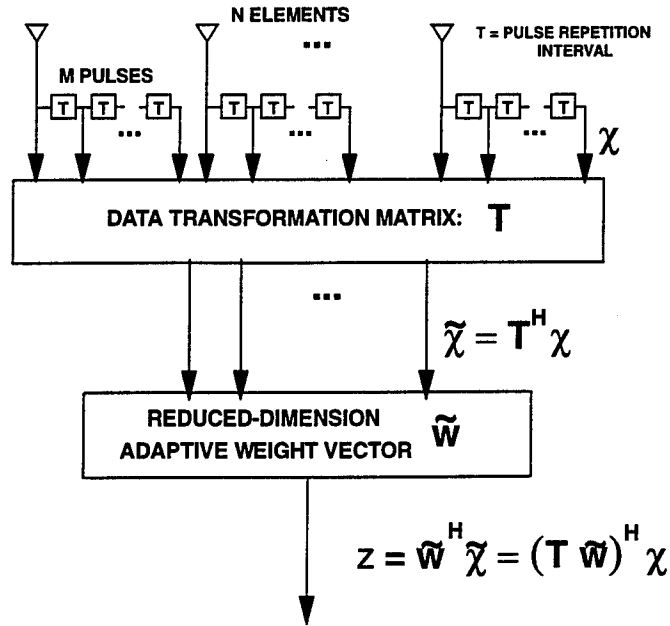 N ELEMENTS
T = PULSE REPETITION
INTERVAL
M PULSES
T T T T T T T T T
χ
DATA TRANSFORMATION MATRIX: T
χ̃ = T^H χ
REDUCED-DIMENSION
ADAPTIVE WEIGHT VECTOR w̃
z = w̃^H χ̃ = (T w̃)^H χ